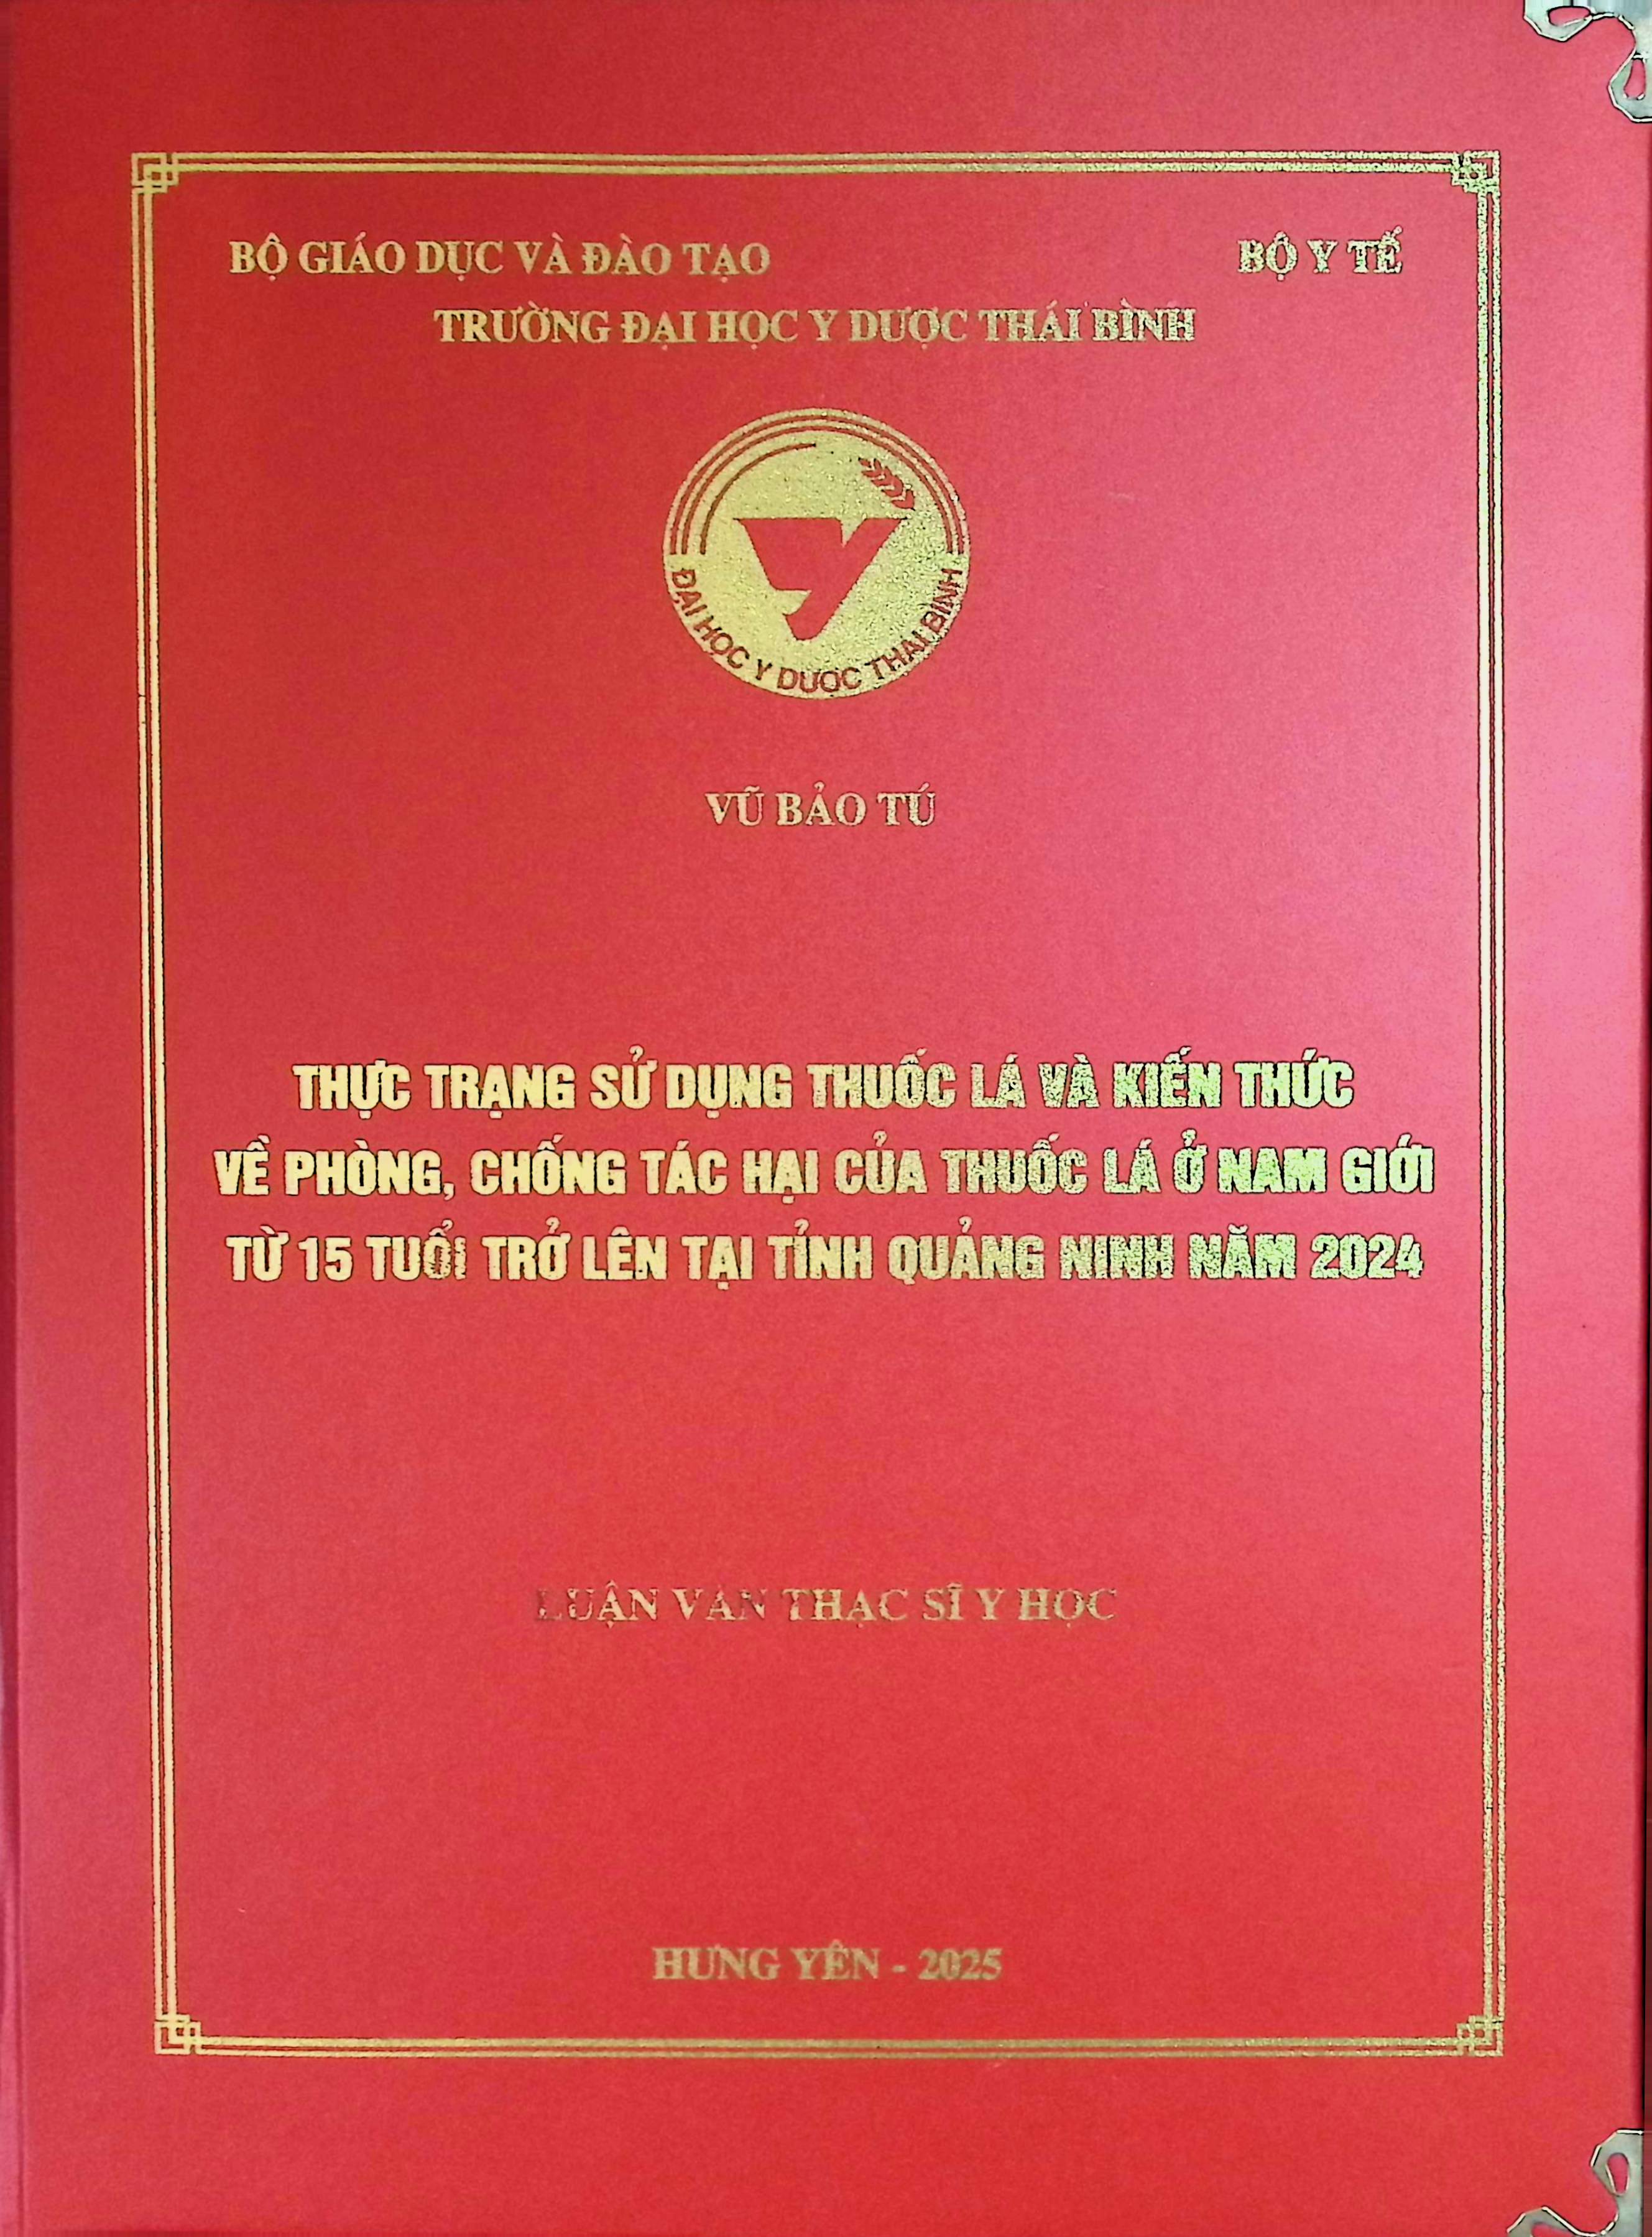 BỘ GIÁO DỤC VÀ ĐÀO TẠO BỘ Y TẾ
TRƯỜNG ĐẠI HỌC Y DƯỢC THÁI BÌNH
ĐẠI HỌC Y DƯỢC THÁI BÌNH
VŨ BẢO TÚ
THỰC TRẠNG SỬ DỤNG THUỐC LÁ VÀ KIẾN THỨC
VỀ PHÒNG, CHỐNG TÁC HẠI CỦA THUỐC LÁ Ở NAM GIỚI
TỪ 15 TUỔI TRỞ LÊN TẠI TỈNH QUẢNG NINH NĂM 2024
LUẬN VĂN THẠC SĨ Y HỌC
HƯNG YÊN - 2025